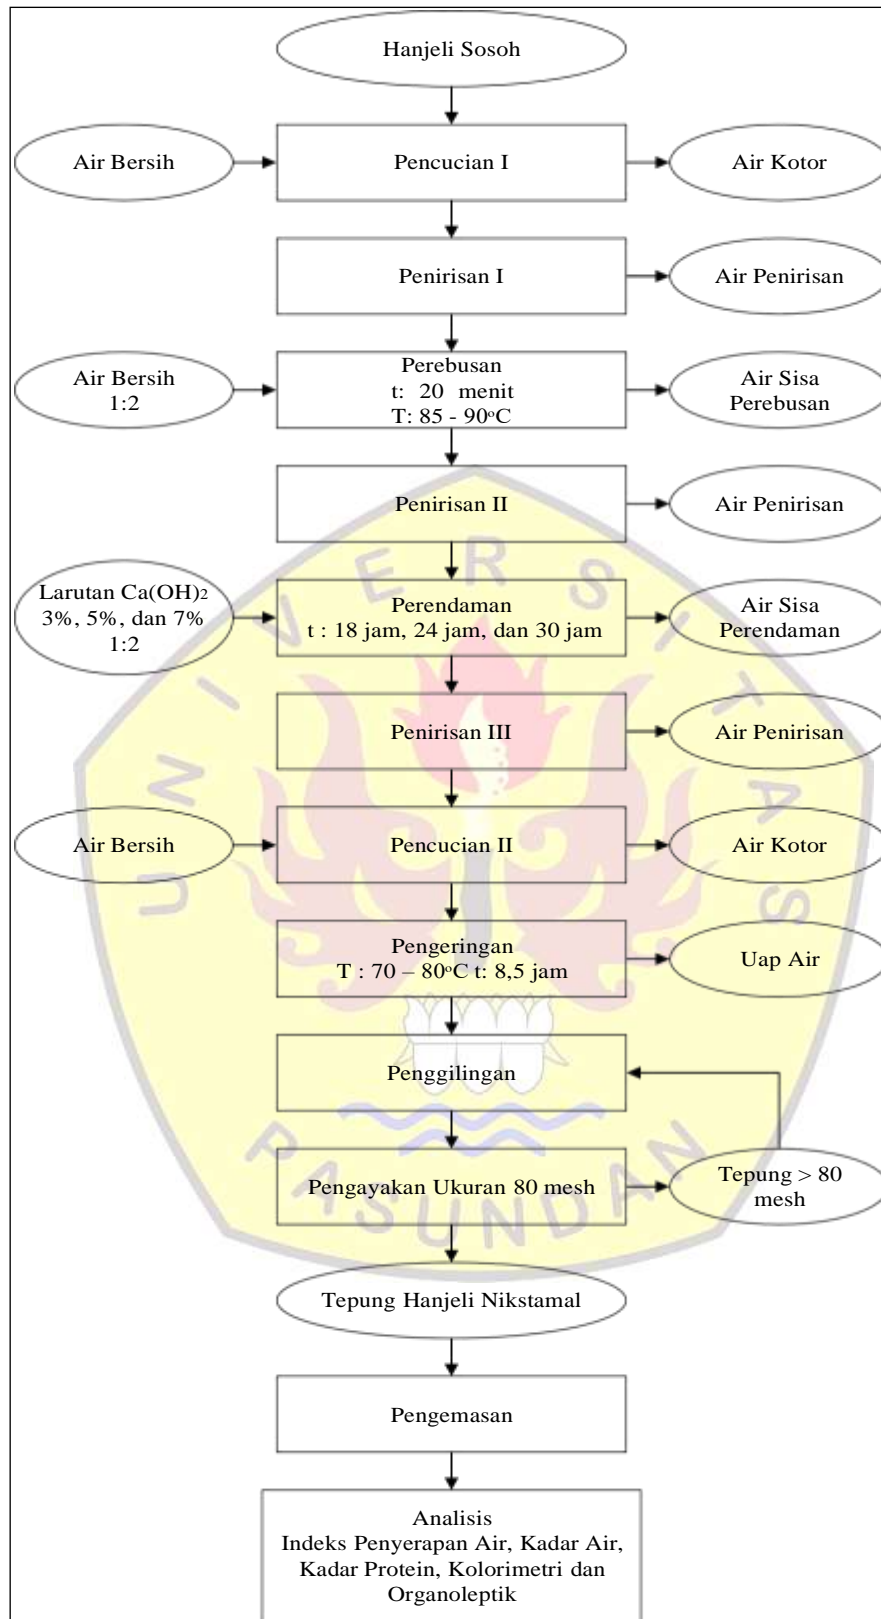 Hanjeli Sosoh
Air Bersih
Pencucian I
Air Kotor
Penirisan I
Air Penirisan
Air Bersih
1:2
Perebusan
t: 20 menit
T: 85 - 90°C
Air Sisa
Perebusan
Penirisan II
Air Penirisan
Larutan Ca(OH)₂
3%, 5%, dan 7%
1:2
Perendaman
t : 18 jam, 24 jam, dan 30 jam
Air Sisa
Perendaman
Penirisan III
Air Penirisan
Air Bersih
Pencucian II
Air Kotor
Pengeringan
T : 70 – 80°C t: 8,5 jam
Uap Air
Penggilingan
Pengayakan Ukuran 80 mesh
Tepung > 80
mesh
Tepung Hanjeli Nikstamal
Pengemasan
Analisis
Indeks Penyerapan Air, Kadar Air,
Kadar Protein, Kolorimetri dan
Organoleptik
UNIVERSITAS
PASUNDAN